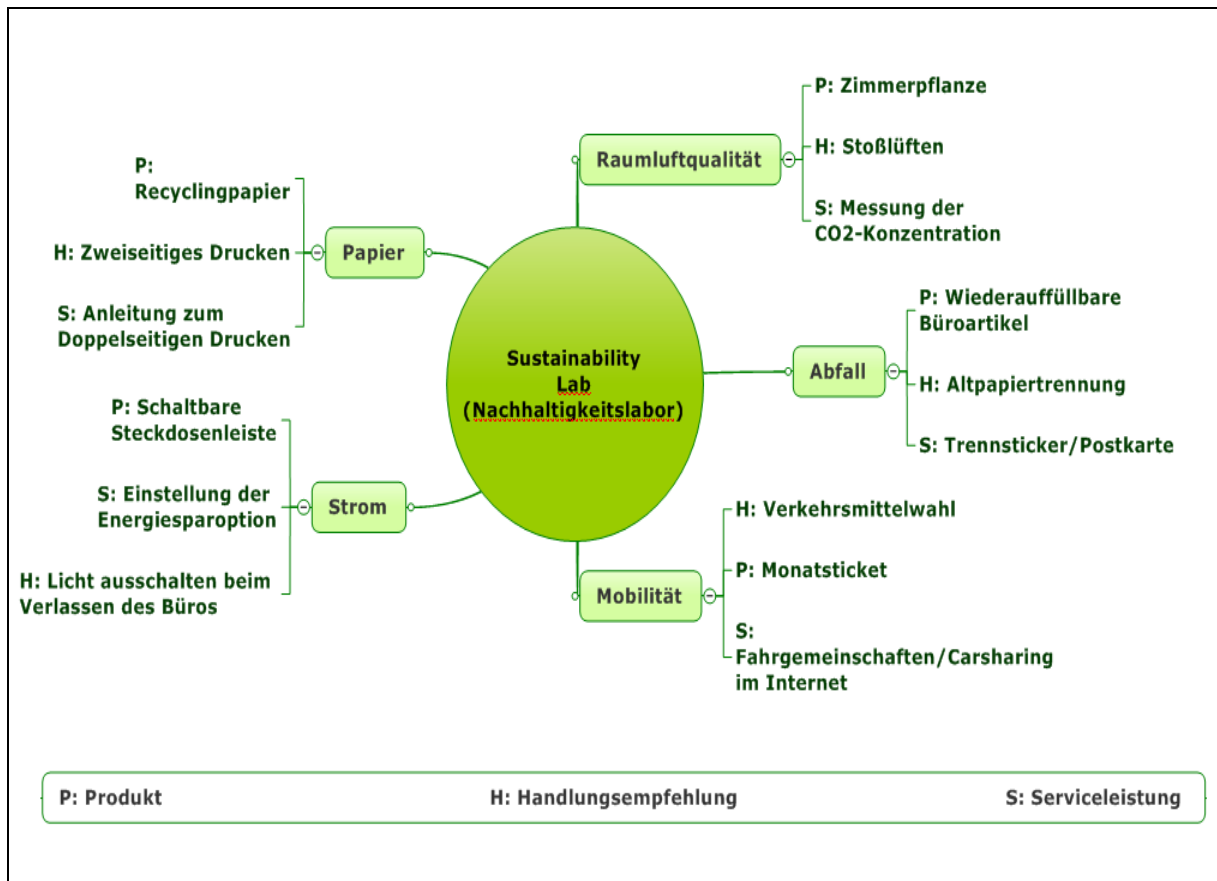 P: Zimmerpflanze
Raumluftqualität
H: Stoßlüften
S: Messung der
CO2-Konzentration
P:
Recyclingpapier
Papier
H: Zweiseitiges Drucken
S: Anleitung zum
Doppelseitigen Drucken
Sustainability
Lab
(Nachhaltigkeitslabor)
P: Wiederauffüllbare
Büroartikel
Abfall
H: Altpapiertrennung
S: Trennsticker/Postkarte
P: Schaltbare
Steckdosenleiste
S: Einstellung der
Energiesparoption
Strom
H: Licht ausschalten beim
Verlassen des Büros
H: Verkehrsmittelwahl
P: Monatsticket
Mobilität
S:
Fahrgemeinschaften/Carsharing
im Internet
P: Produkt
H: Handlungsempfehlung
S: Serviceleistung